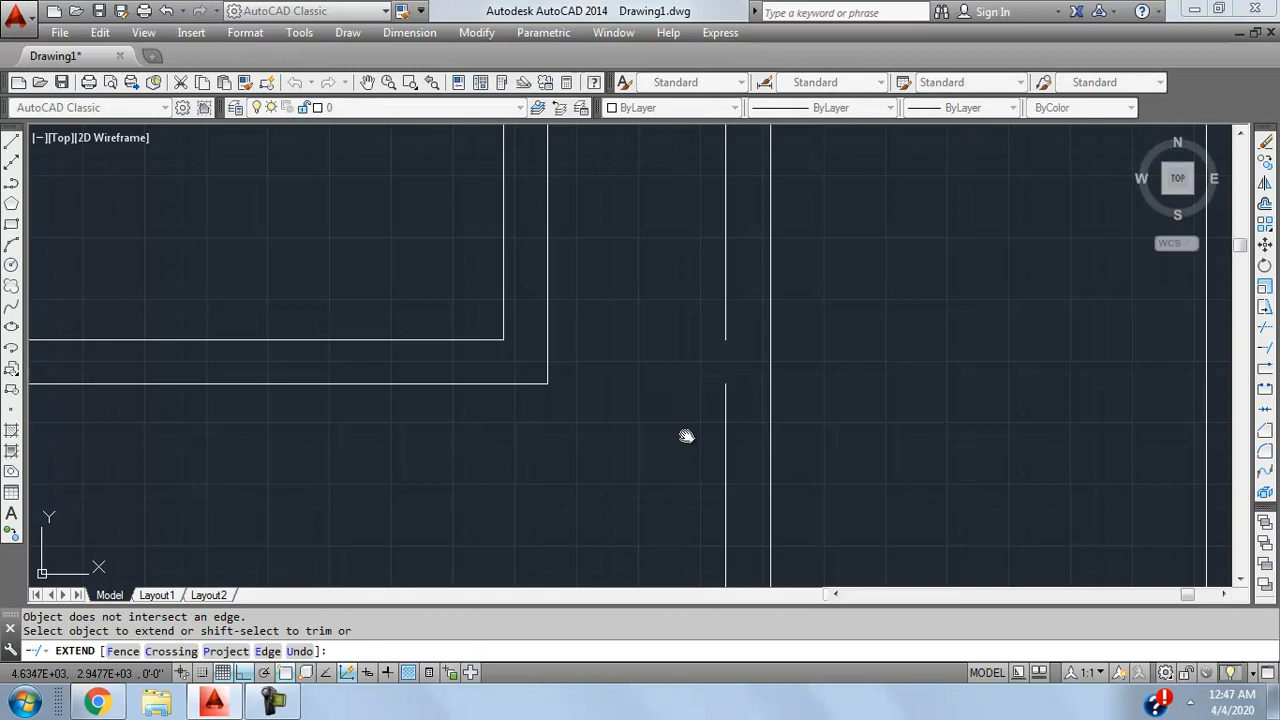 AutoCAD Classic
Autodesk AutoCAD 2014 Drawing1.dwg
Type a keyword or phrase
Sign In
File Edit View Insert Format Tools Draw Dimension Modify Parametric Window Help Express
Drawing1*
Standard Standard Standard Standard
AutoCAD Classic 0 ByLayer ByLayer ByLayer ByColor
[−][Top][2D Wireframe]
N
W TOP E
S
WCS
Y
X
Model Layout1 Layout2
Object does not intersect an edge.
Select object to extend or shift-select to trim or
EXTEND [Fence Crossing Project Edge Undo]:
4.6347E+03, 2.9477E+03, 0'-0" MODEL 1:1
12:47 AM
4/4/2020